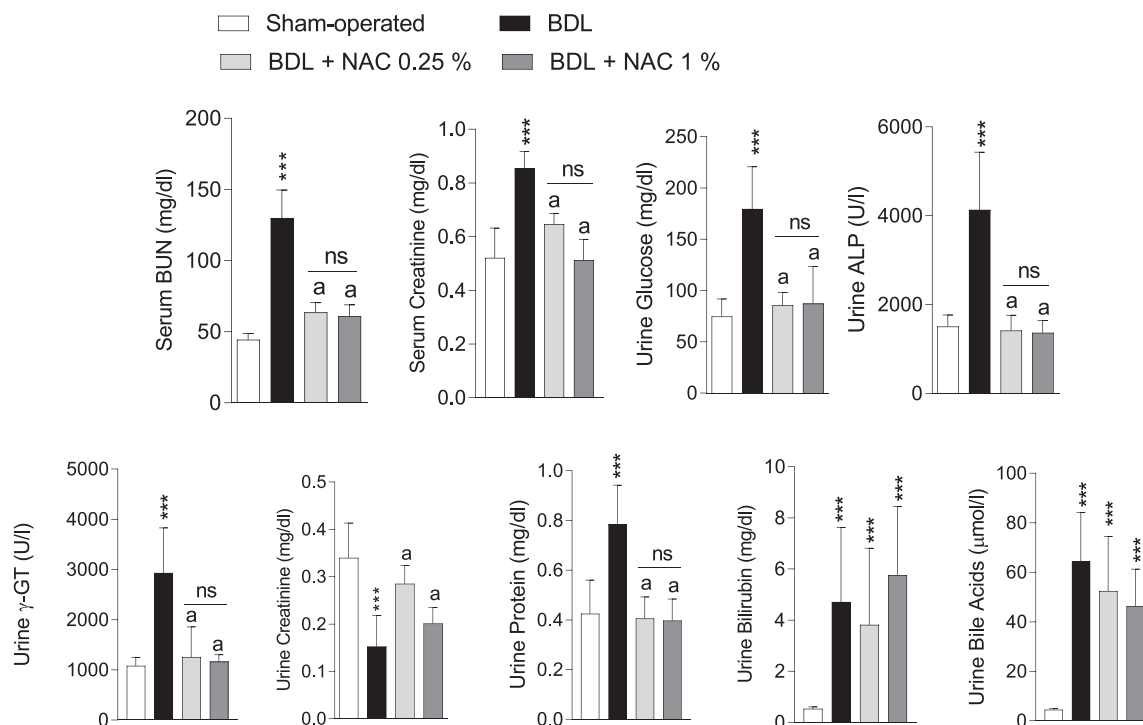 Sham-operated BDL
BDL + NAC 0.25 % BDL + NAC 1 %
Serum BUN (mg/dl)
200
150
100
50
0
***
ns
a a
Serum Creatinine (mg/dl)
1.0
0.8
0.6
0.4
0.2
0.0
***
ns
a
a
Urine Glucose (mg/dl)
250
200
150
100
50
0
***
ns
a
a
Urine ALP (U/l)
6000
4000
2000
0
***
ns
a a
Urine γ-GT (U/l)
5000
4000
3000
2000
1000
0
***
ns
a a
Urine Creatinine (mg/dl)
0.5
0.4
0.3
0.2
0.1
0.0
***
a
a
Urine Protein (mg/dl)
1.0
0.8
0.6
0.4
0.2
0.0
***
ns
a a
Urine Bilirubin (mg/dl)
10
8
6
4
2
0
***
***
***
Urine Bile Acids (μmol/l)
100
80
60
40
20
0
***
***
***